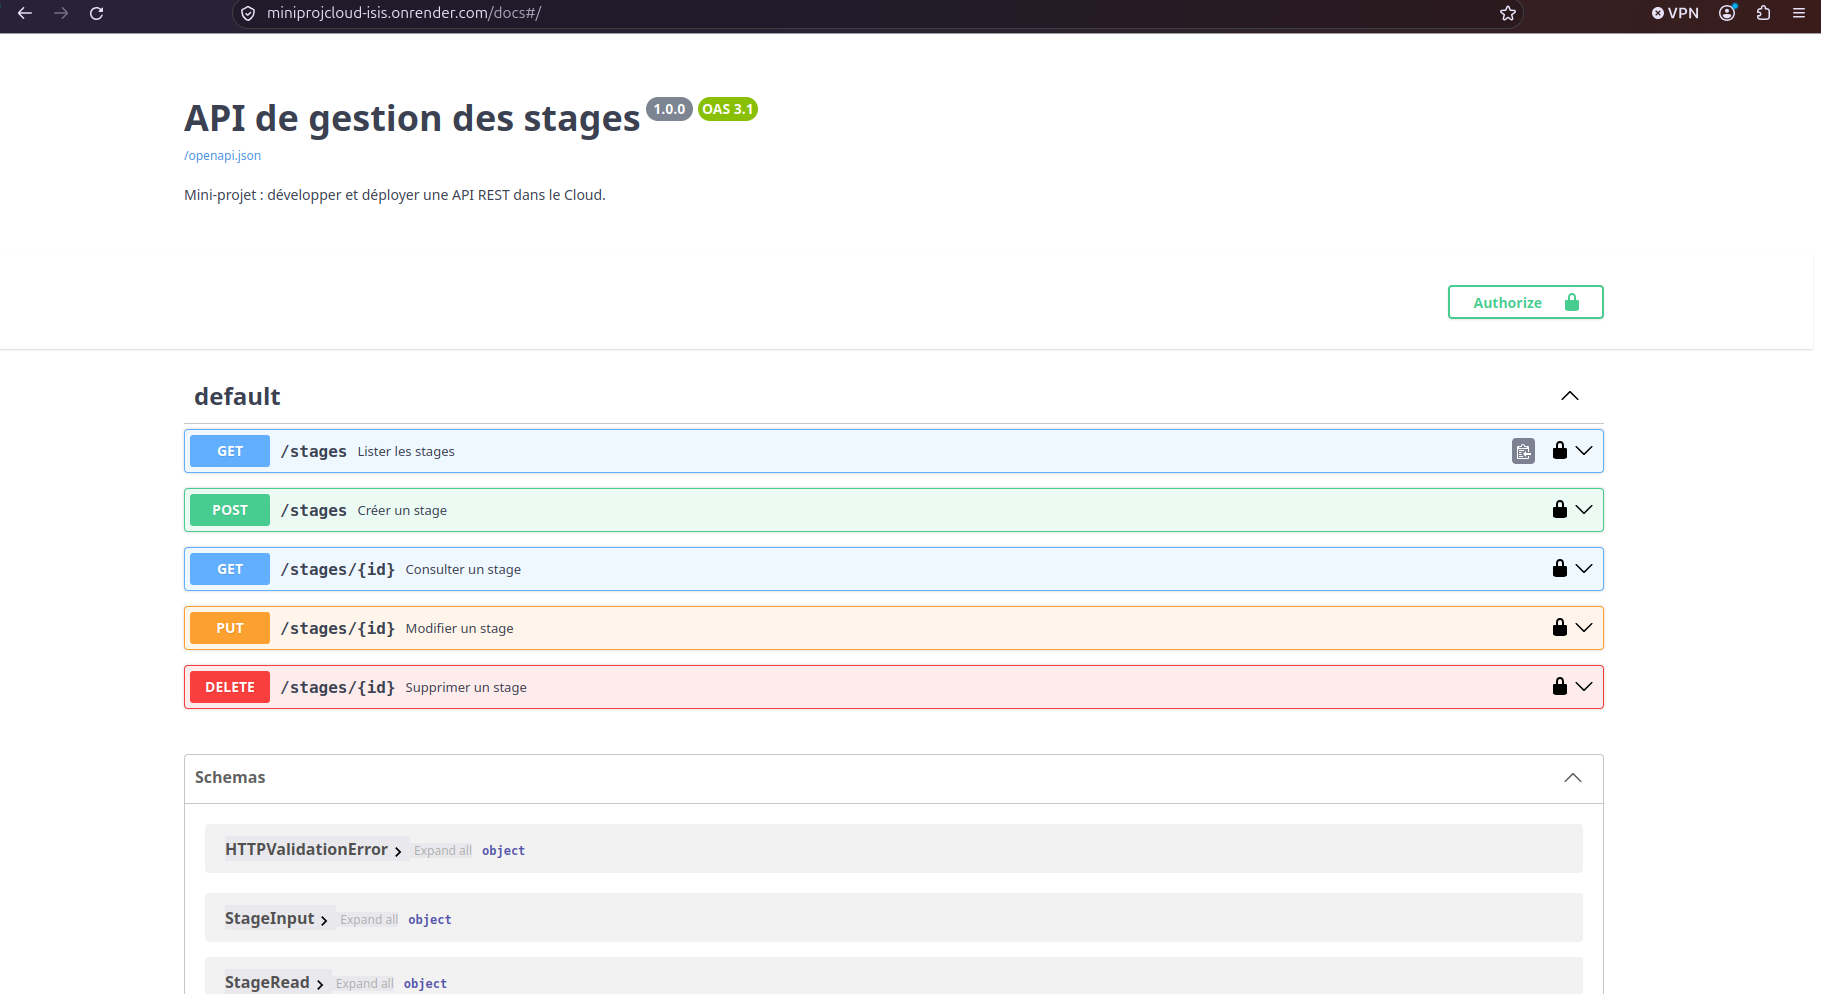 miniprojcloud-isis.onrender.com/docs#/
VPN
API de gestion des stages 1.0.0 OAS 3.1
/openapi.json
Mini-projet : développer et déployer une API REST dans le Cloud.
Authorize
default
GET /stages Lister les stages
POST /stages Créer un stage
GET /stages/{id} Consulter un stage
PUT /stages/{id} Modifier un stage
DELETE /stages/{id} Supprimer un stage
Schemas
HTTPValidationError Expand all object
StageInput Expand all object
StageRead Expand all object